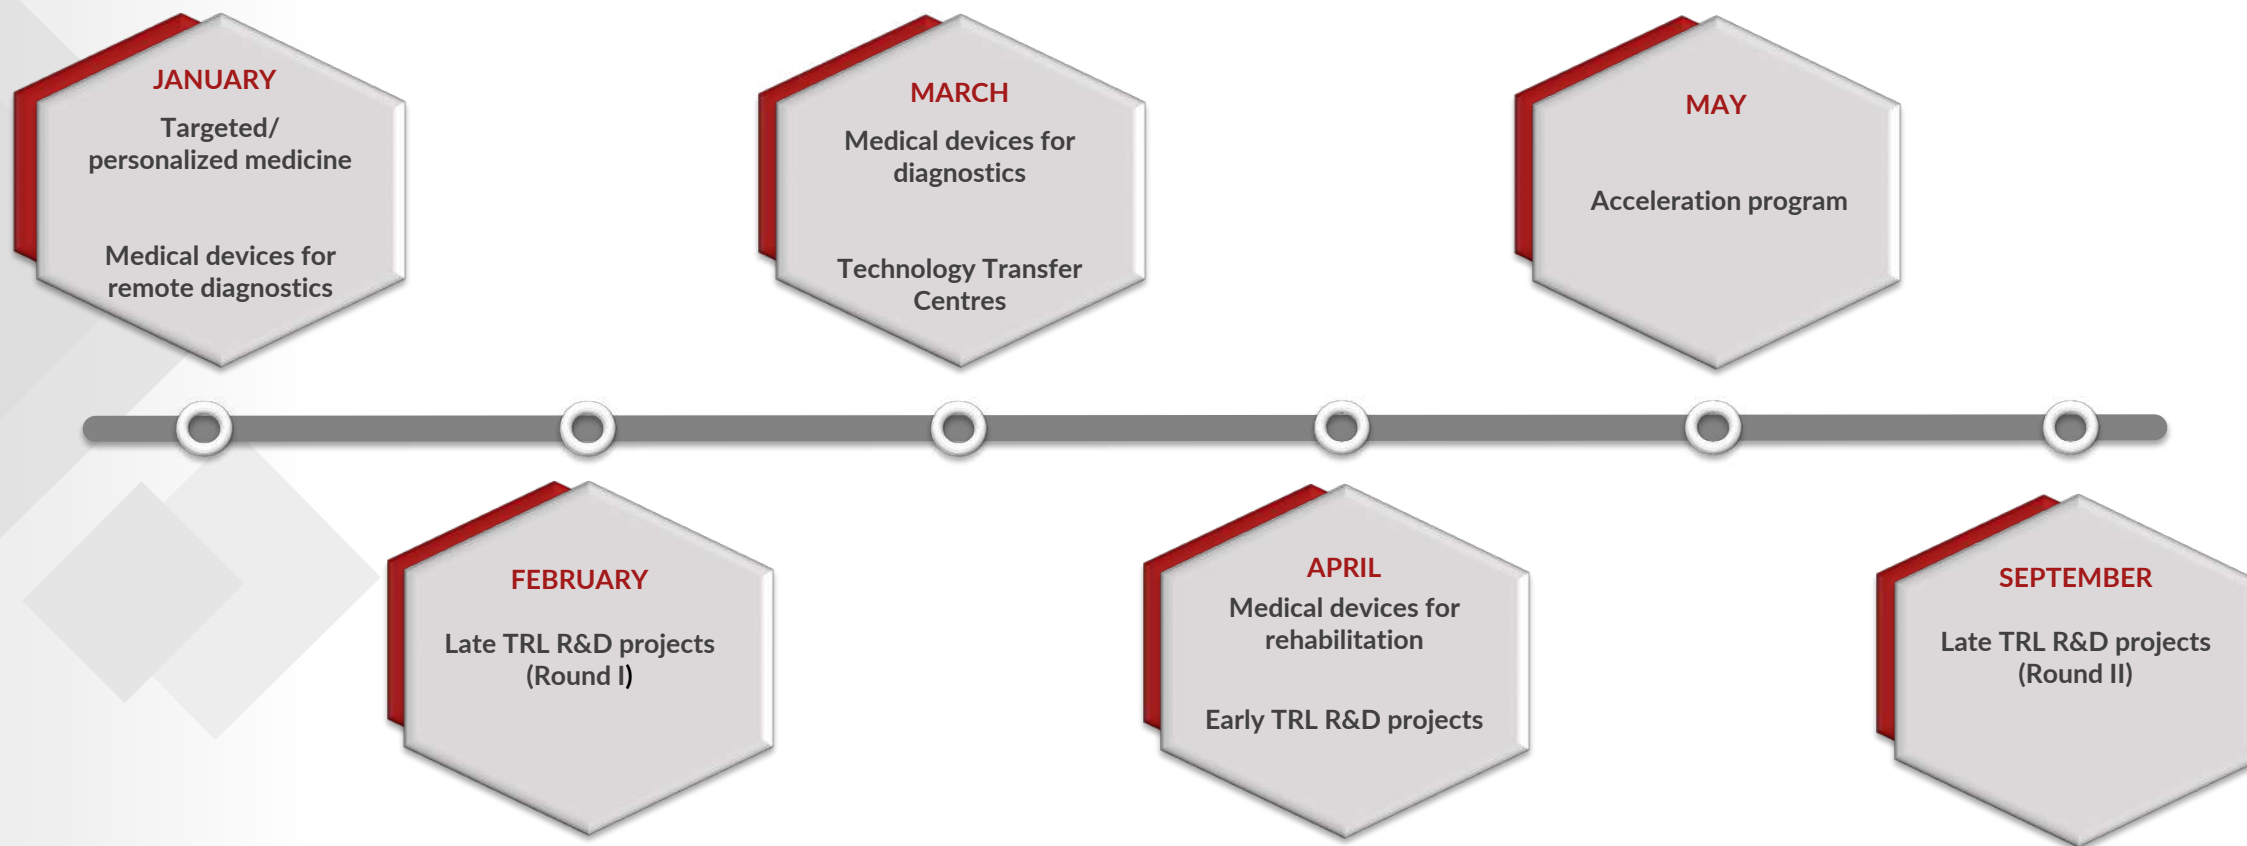 JANUARY
Targeted/
personalized medicine
Medical devices for
remote diagnostics
FEBRUARY
Late TRL R&D projects
(Round I)
MARCH
Medical devices for
diagnostics
Technology Transfer
Centres
APRIL
Medical devices for
rehabilitation
Early TRL R&D projects
MAY
Acceleration program
SEPTEMBER
Late TRL R&D projects
(Round II)